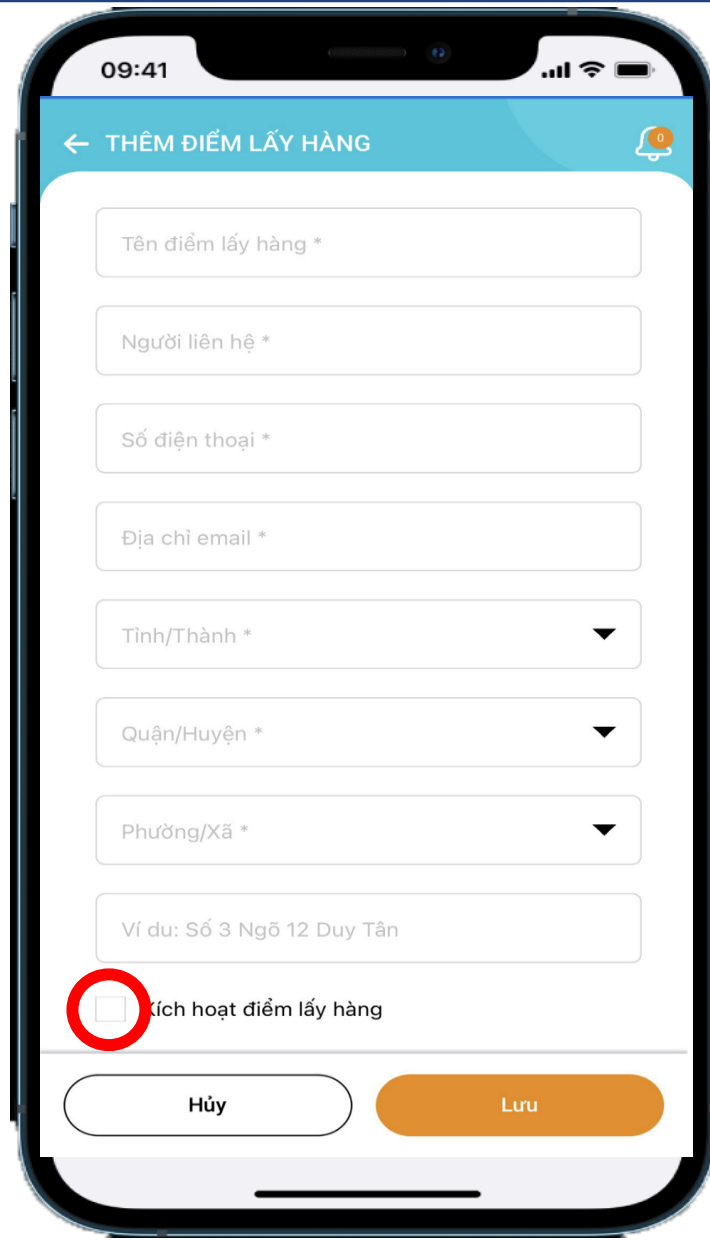 09:41
THÊM ĐIỂM LẤY HÀNG
0
Tên điểm lấy hàng *
Người liên hệ *
Số điện thoại *
Địa chỉ email *
Tỉnh/Thành *
Quận/Huyện *
Phường/Xã *
Ví du: Số 3 Ngõ 12 Duy Tân
Kích hoạt điểm lấy hàng
Hủy
Lưu